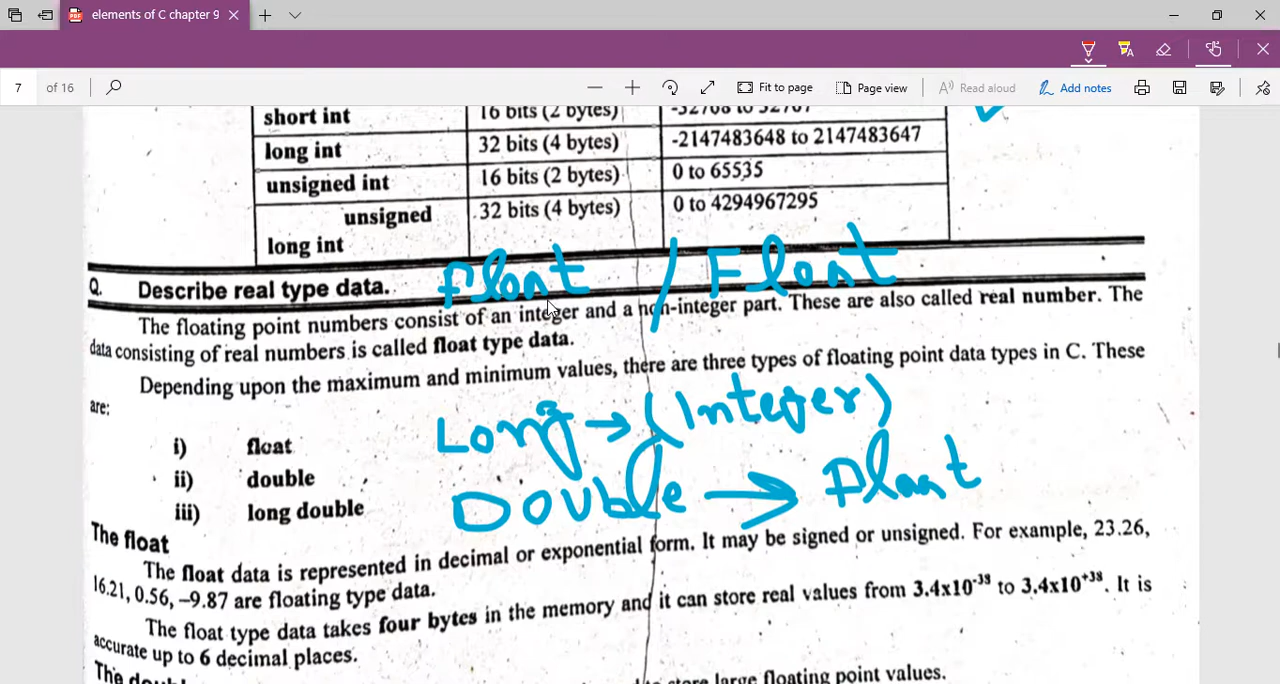 elements of C chapter 9
7 of 16
Fit to page
Page view
Read aloud
Add notes
short int 16 bits (2 bytes) -32768 to 32767
long int 32 bits (4 bytes) -2147483648 to 2147483647
unsigned int 16 bits (2 bytes) 0 to 65535
unsigned 32 bits (4 bytes) 0 to 4294967295
long int
Q. Describe real type data.
float / Float
The floating point numbers consist of an integer and a non-integer part. These are also called real number. The
data consisting of real numbers is called float type data.
Depending upon the maximum and minimum values, there are three types of floating point data types in C. These
are:
Long → (Integer)
i) float
Double → Float
ii) double
iii) long double
The float
The float data is represented in decimal or exponential form. It may be signed or unsigned. For example, 23.26,
16.21, 0.56, –9.87 are floating type data.
The float type data takes four bytes in the memory and it can store real values from 3.4x10⁻³⁸ to 3.4x10⁺³⁸. It is
accurate up to 6 decimal places.
The
store large floating point values.